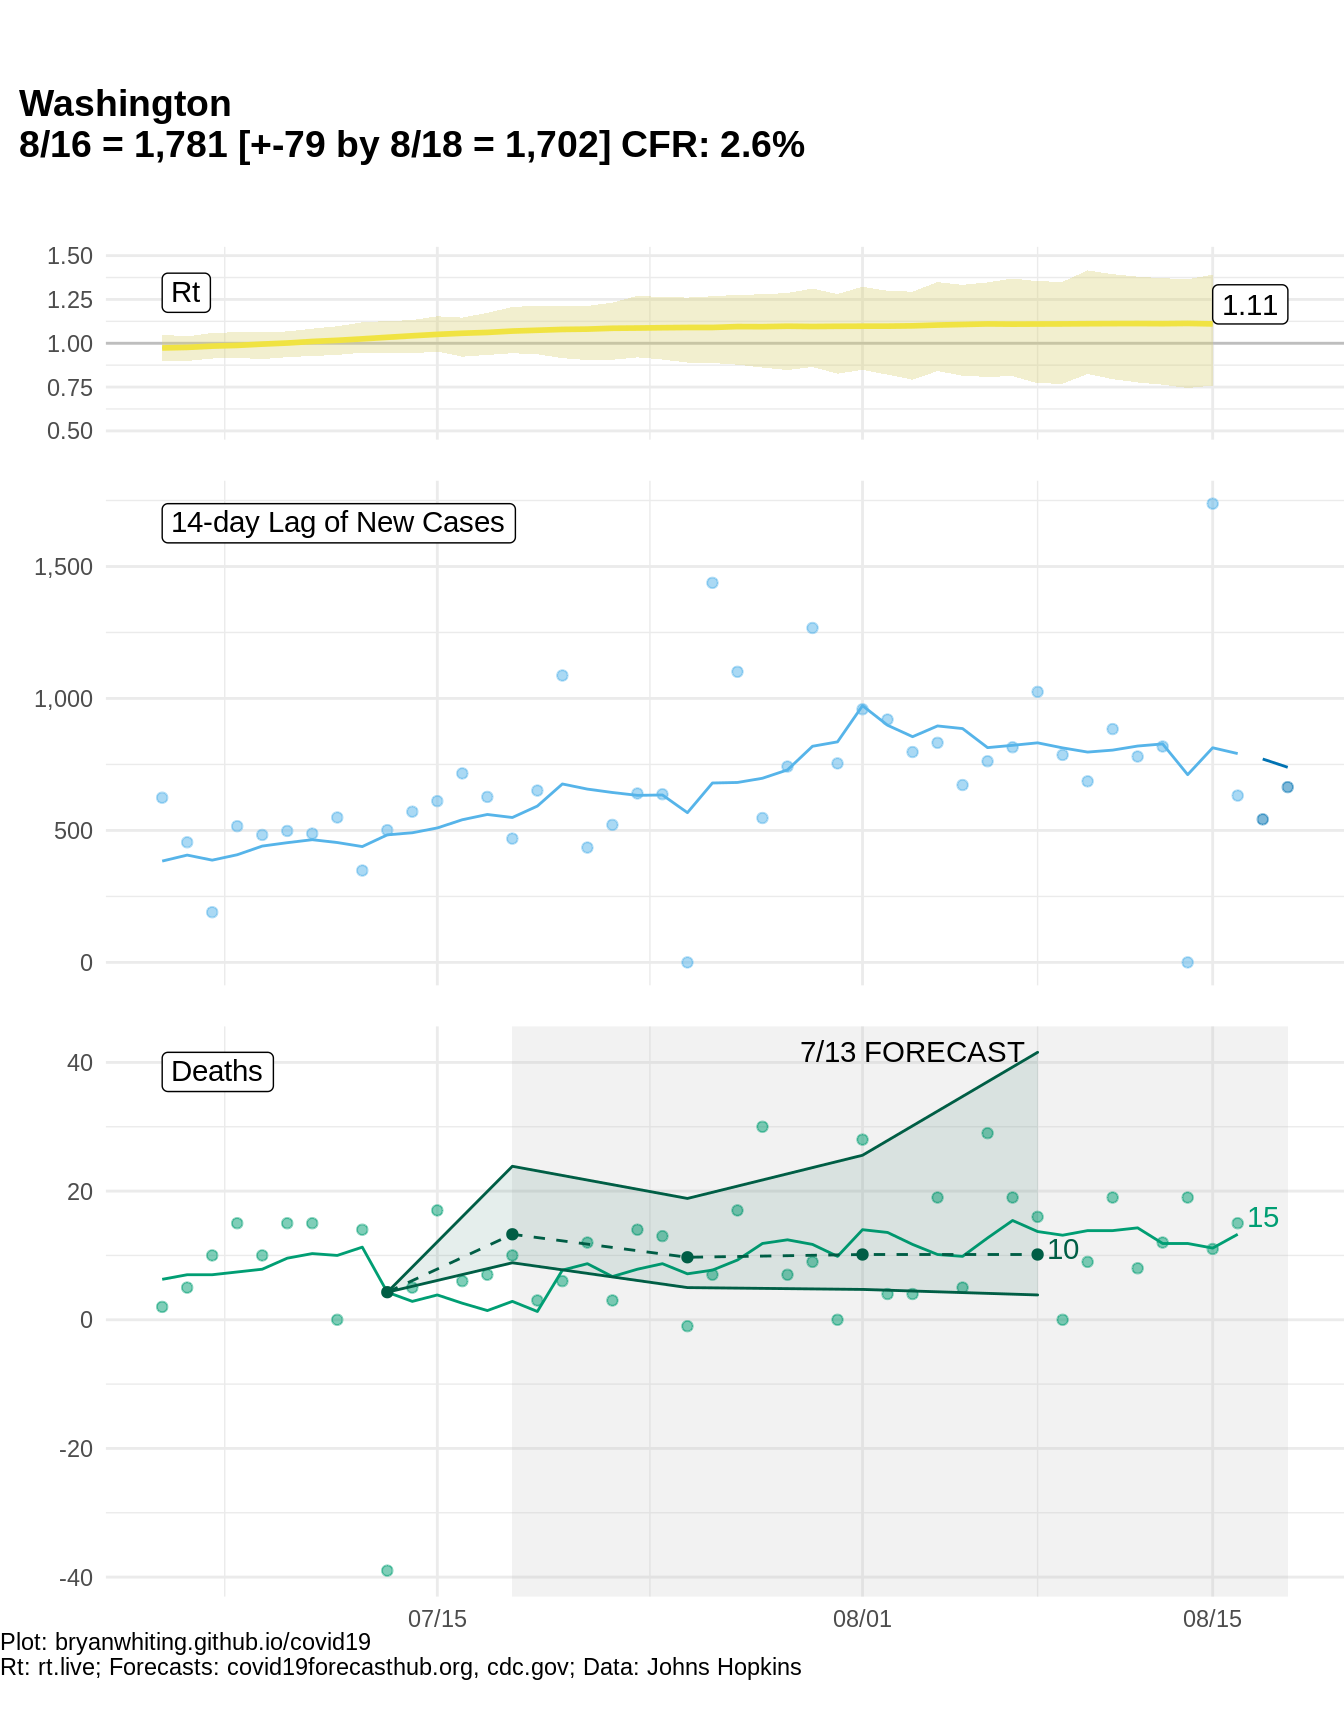 Washington
8/16 = 1,781 [+-79 by 8/18 = 1,702] CFR: 2.6%
1.50
1.25
1.00
0.75
0.50
Rt
1.11
14-day Lag of New Cases
1,500
1,000
500
0
Deaths
7/13 FORECAST
40
20
0
-20
-40
15
10
07/15
08/01
08/15
Plot: bryanwhiting.github.io/covid19
Rt: rt.live; Forecasts: covid19forecasthub.org, cdc.gov; Data: Johns Hopkins